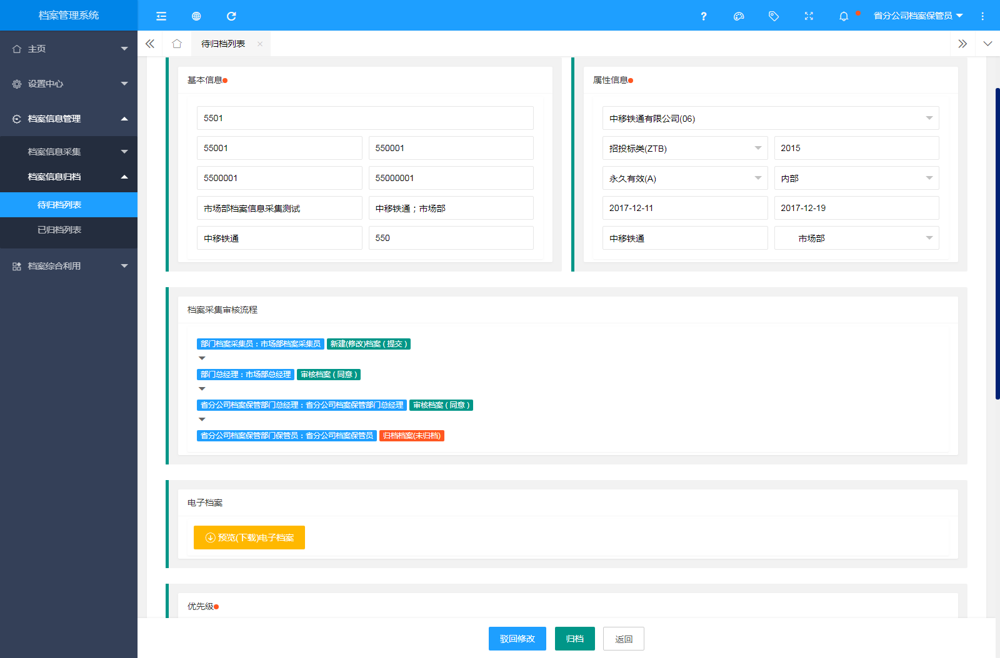 档案管理系统
?
省分公司档案保管员
主页
设置中心
档案信息管理
档案信息采集
档案信息归档
待归档列表
已归档列表
档案综合利用
待归档列表
基本信息
5501
55001 550001
5500001 55000001
市场部档案信息采集测试 中移铁通；市场部
中移铁通 550
属性信息
中移铁通有限公司(06)
招投标类(ZTB) 2015
永久有效(A) 内部
2017-12-11 2017-12-19
中移铁通 市场部
档案采集审核流程
部门档案采集员：市场部档案采集员 新建(修改)档案 ( 提交 )
部门总经理：市场部总经理 审核档案 ( 同意 )
省分公司档案保管部门总经理：省分公司档案保管部门总经理 审核档案 ( 同意 )
省分公司档案保管部门保管员：省分公司档案保管员 归档档案(未归档)
电子档案
预览(下载)电子档案
优先级
驳回修改 归档 返回